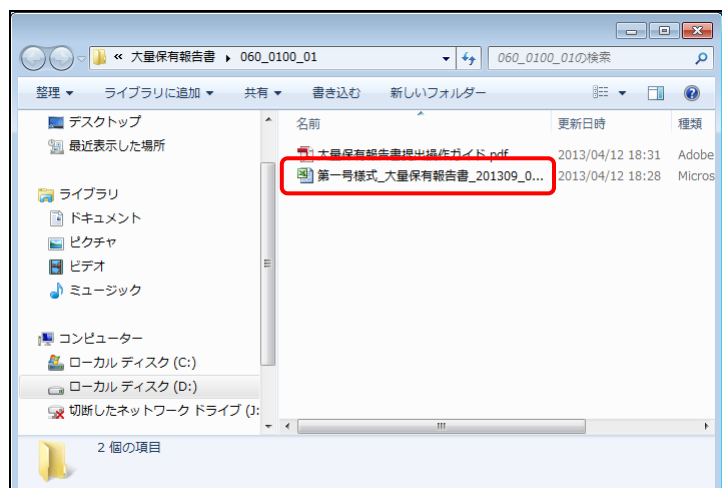 « 大量保有報告書 ▸ 060_0100_01
060_0100_01の検索
整理 ▼ ライブラリに追加 ▼ 共有 ▼ 書き込む 新しいフォルダー
デスクトップ
最近表示した場所
ライブラリ
ドキュメント
ピクチャ
ビデオ
ミュージック
コンピューター
ローカル ディスク (C:)
ローカル ディスク (D:)
切断したネットワーク ドライブ (J:
名前 更新日時 種類
大量保有報告書提出操作ガイド.pdf 2013/04/12 18:31 Adobe
第一号様式_大量保有報告書_201309_0... 2013/04/12 18:28 Micros
2 個の項目